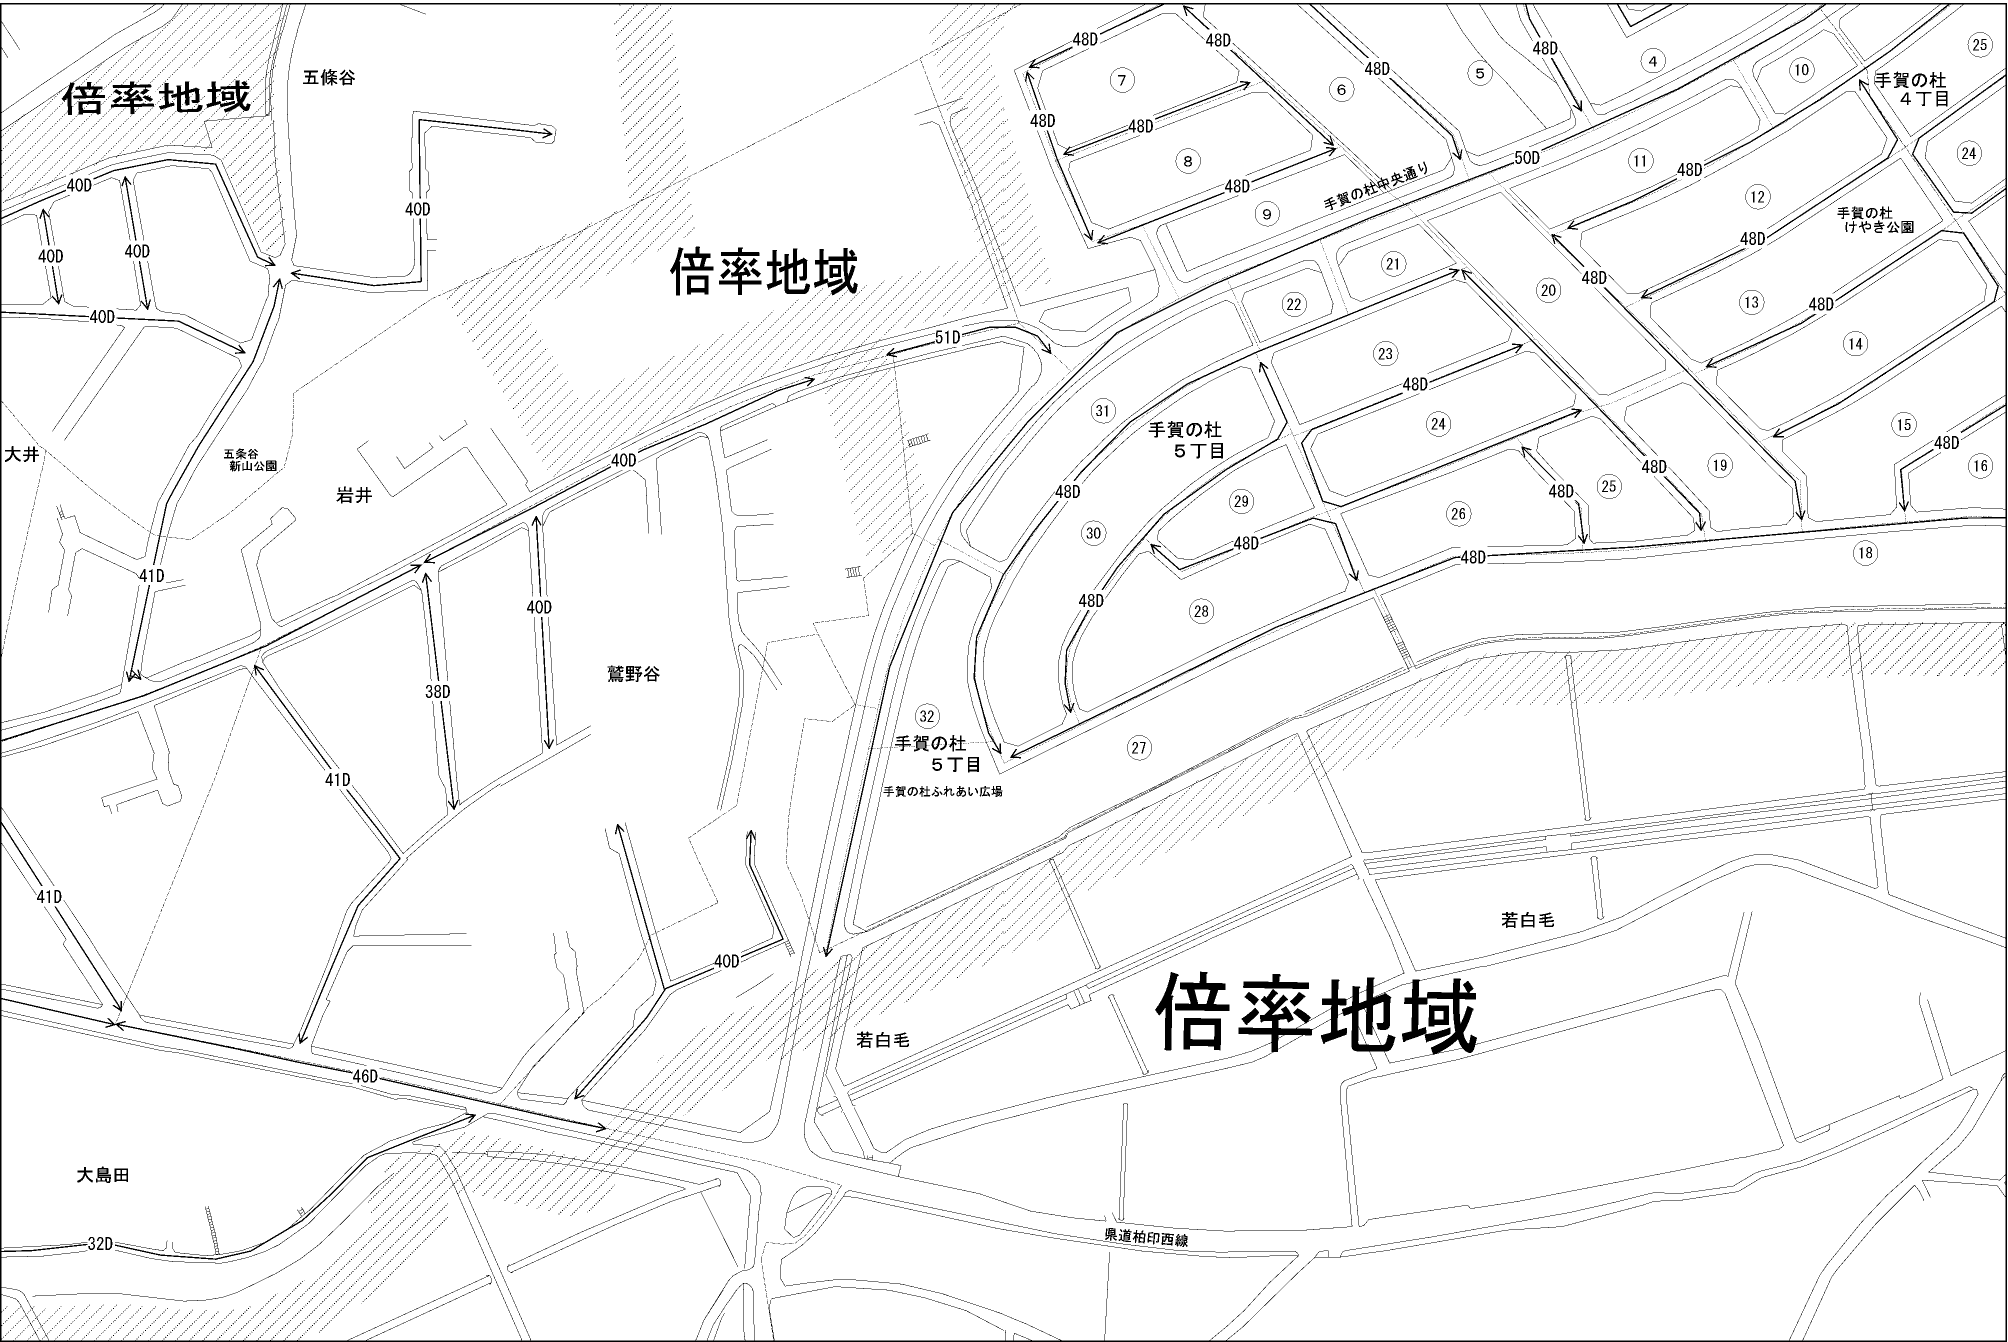 48D
48D
48D
48D
5
4
10
25
7
6
手賀の杜
４丁目
倍率地域
五條谷
48D
48D
11
24
8
50D
48D
40D
40D
48D
9
手賀の杜中央通り
12
手賀の杜
けやき公園
40D
40D
倍率地域
48D
21
48D
20
22
13
48D
40D
51D
23
14
48D
31
24
15
手賀の杜
５丁目
48D
大井
五条谷
新山公園
岩井
40D
48D
19
16
48D
48D
25
29
26
30
48D
48D
18
41D
40D
48D
28
鷲野谷
38D
32
27
手賀の杜
５丁目
41D
手賀の杜ふれあい広場
41D
若白毛
40D
倍率地域
若白毛
46D
大島田
32D
県道柏印西線